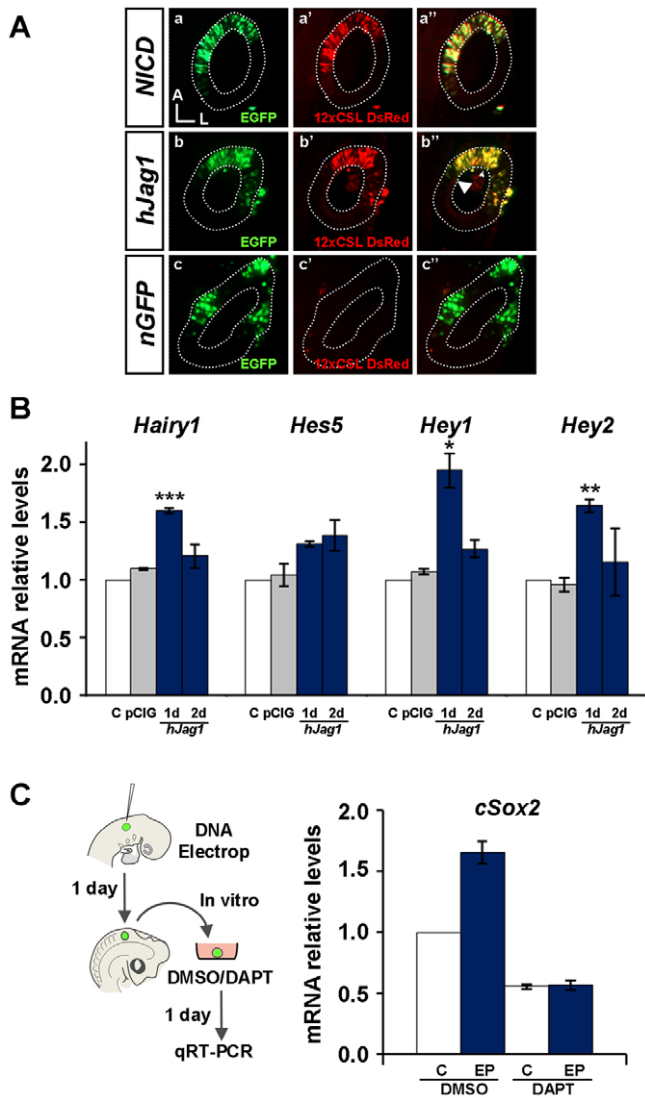 A
NICD
a
A
L
EGFP
a'
12xCSL DsRed
a''
hJag1
b
EGFP
b'
12xCSL DsRed
b''
nGFP
c
EGFP
c'
12xCSL DsRed
c''
B
Hairy1 Hes5 Hey1 Hey2
mRNA relative levels
2.0
1.5
1.0
0.5
0.0
*** * **
C pCIG 1d 2d C pCIG 1d 2d C pCIG 1d 2d C pCIG 1d 2d
hJag1 hJag1 hJag1 hJag1
C
DNA
Electrop
1 day
In vitro
DMSO/DAPT
1 day
qRT-PCR
cSox2
mRNA relative levels
2.0
1.5
1.0
0.5
0.0
C EP C EP
DMSO DAPT